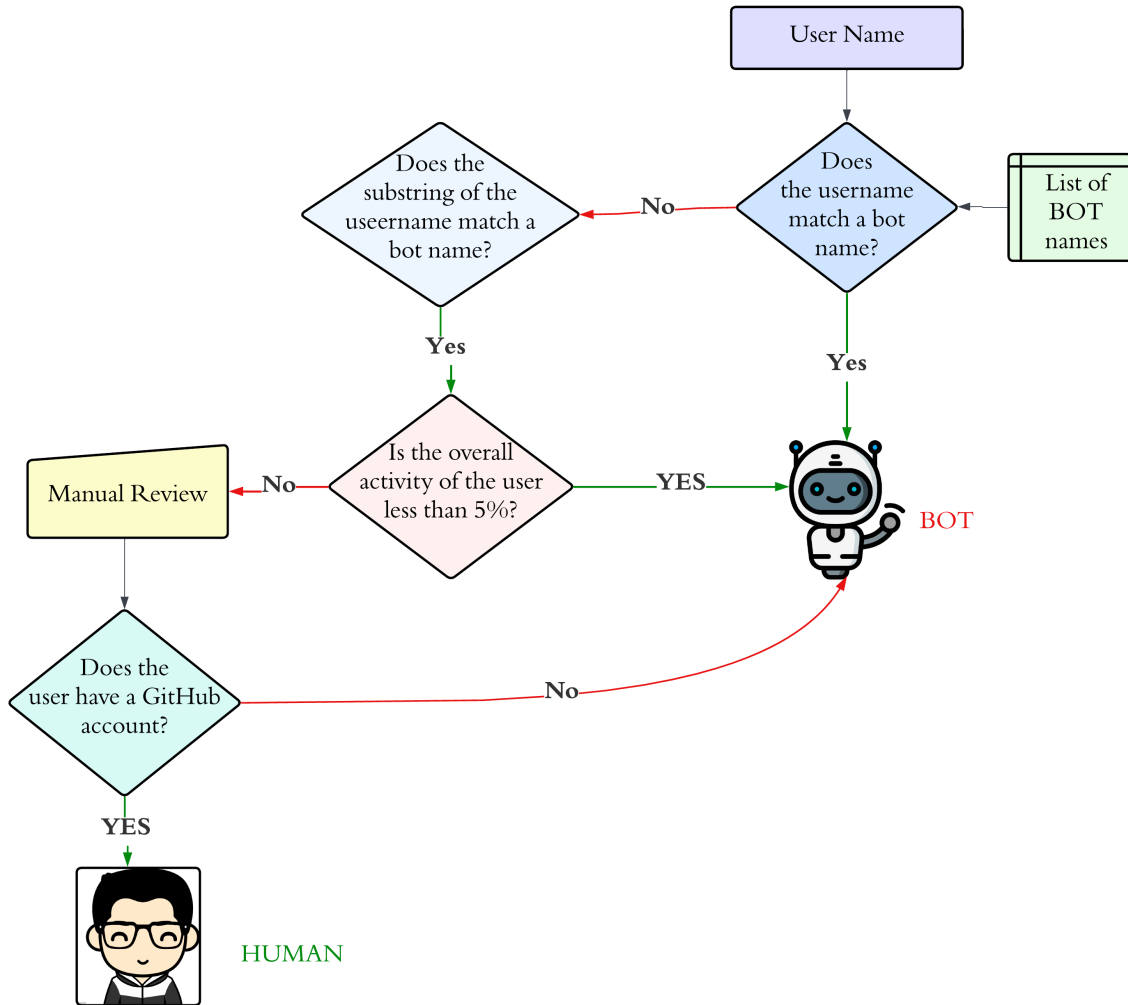 User Name
Does
the username
match a bot
name?
List of
BOT
names
No
Does the
substring of the
useername match a
bot name?
Yes
Yes
Is the overall
activity of the user
less than 5%?
YES
BOT
No
Manual Review
Does the
user have a GitHub
account?
No
YES
HUMAN